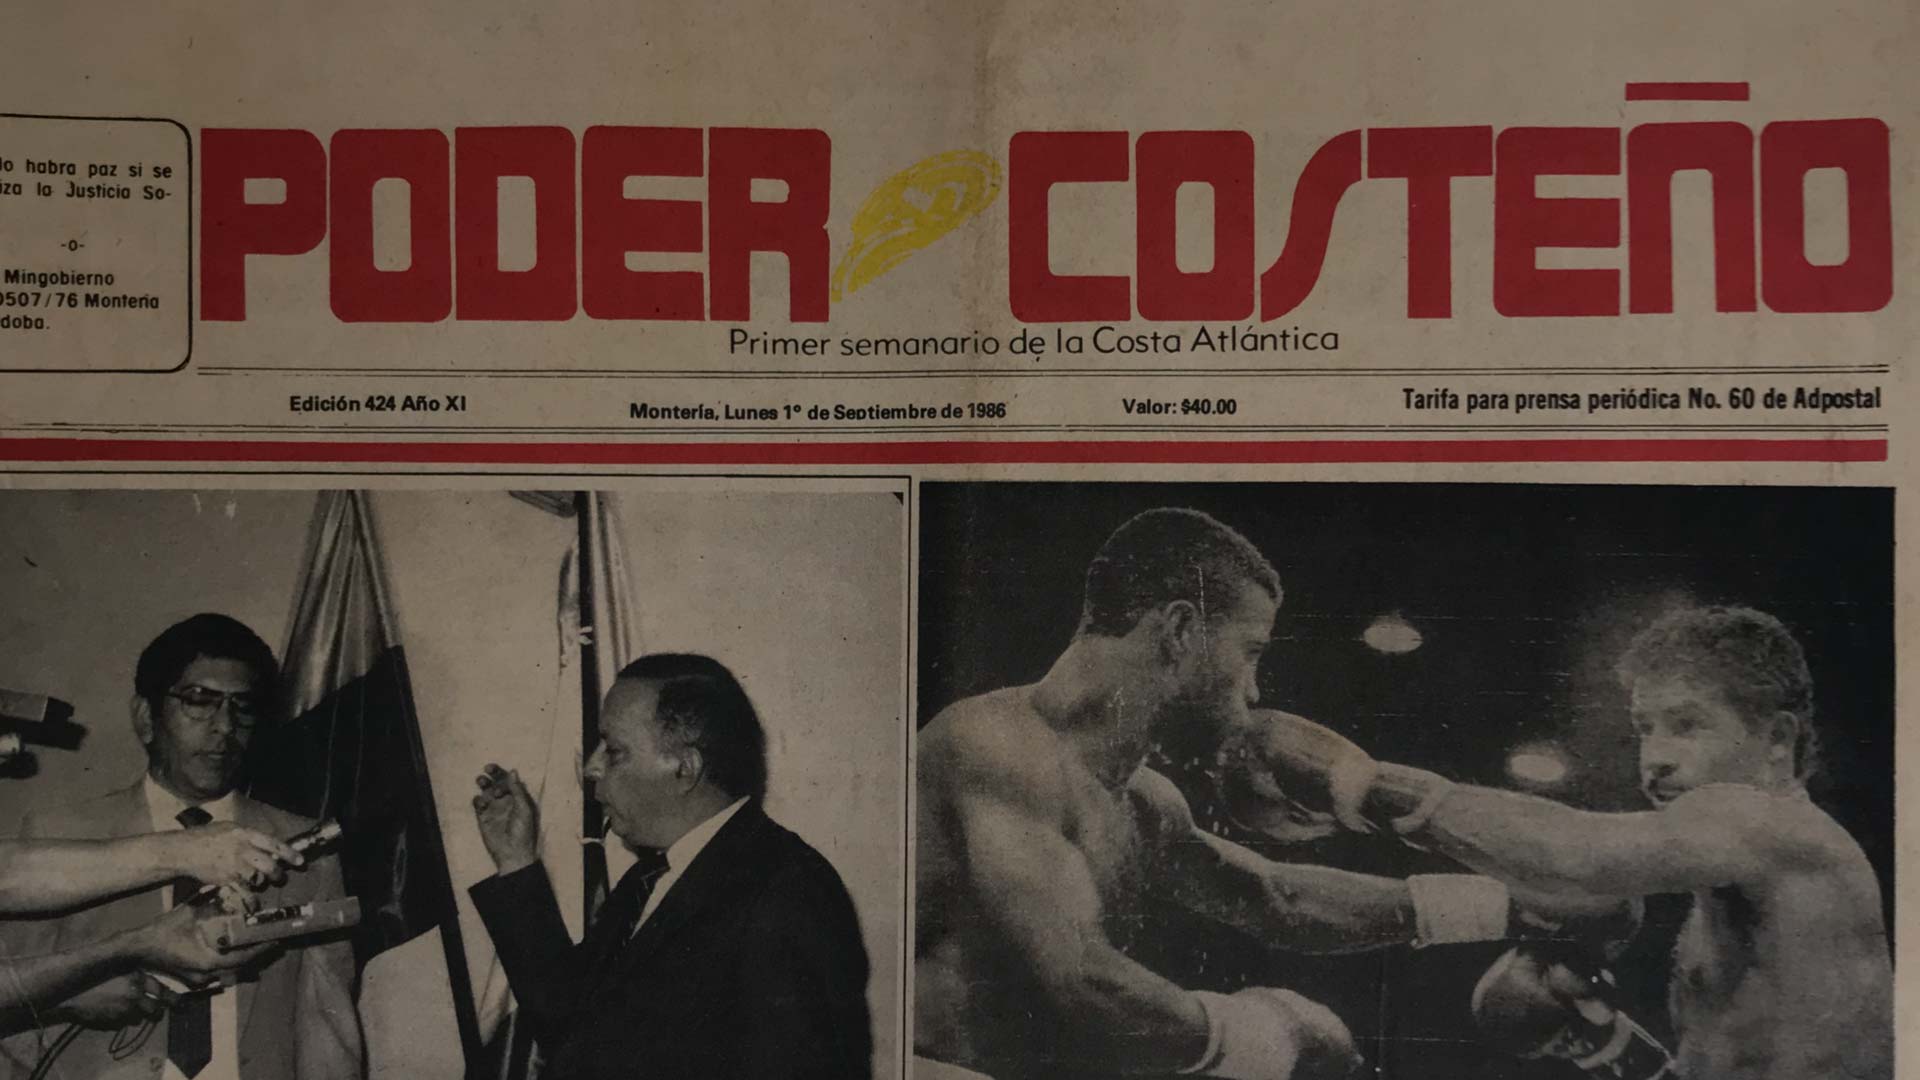 habra paz si se
la Justicia So-
-o-
Mingobierno
0507/76 Montería
doba.
PODER COSTEÑO
Primer semanario de la Costa Atlántica
Edición 424 Año XI
Montería, Lunes 1° de Septiembre de 1986
Valor: $40.00
Tarifa para prensa periódica No. 60 de Adpostal